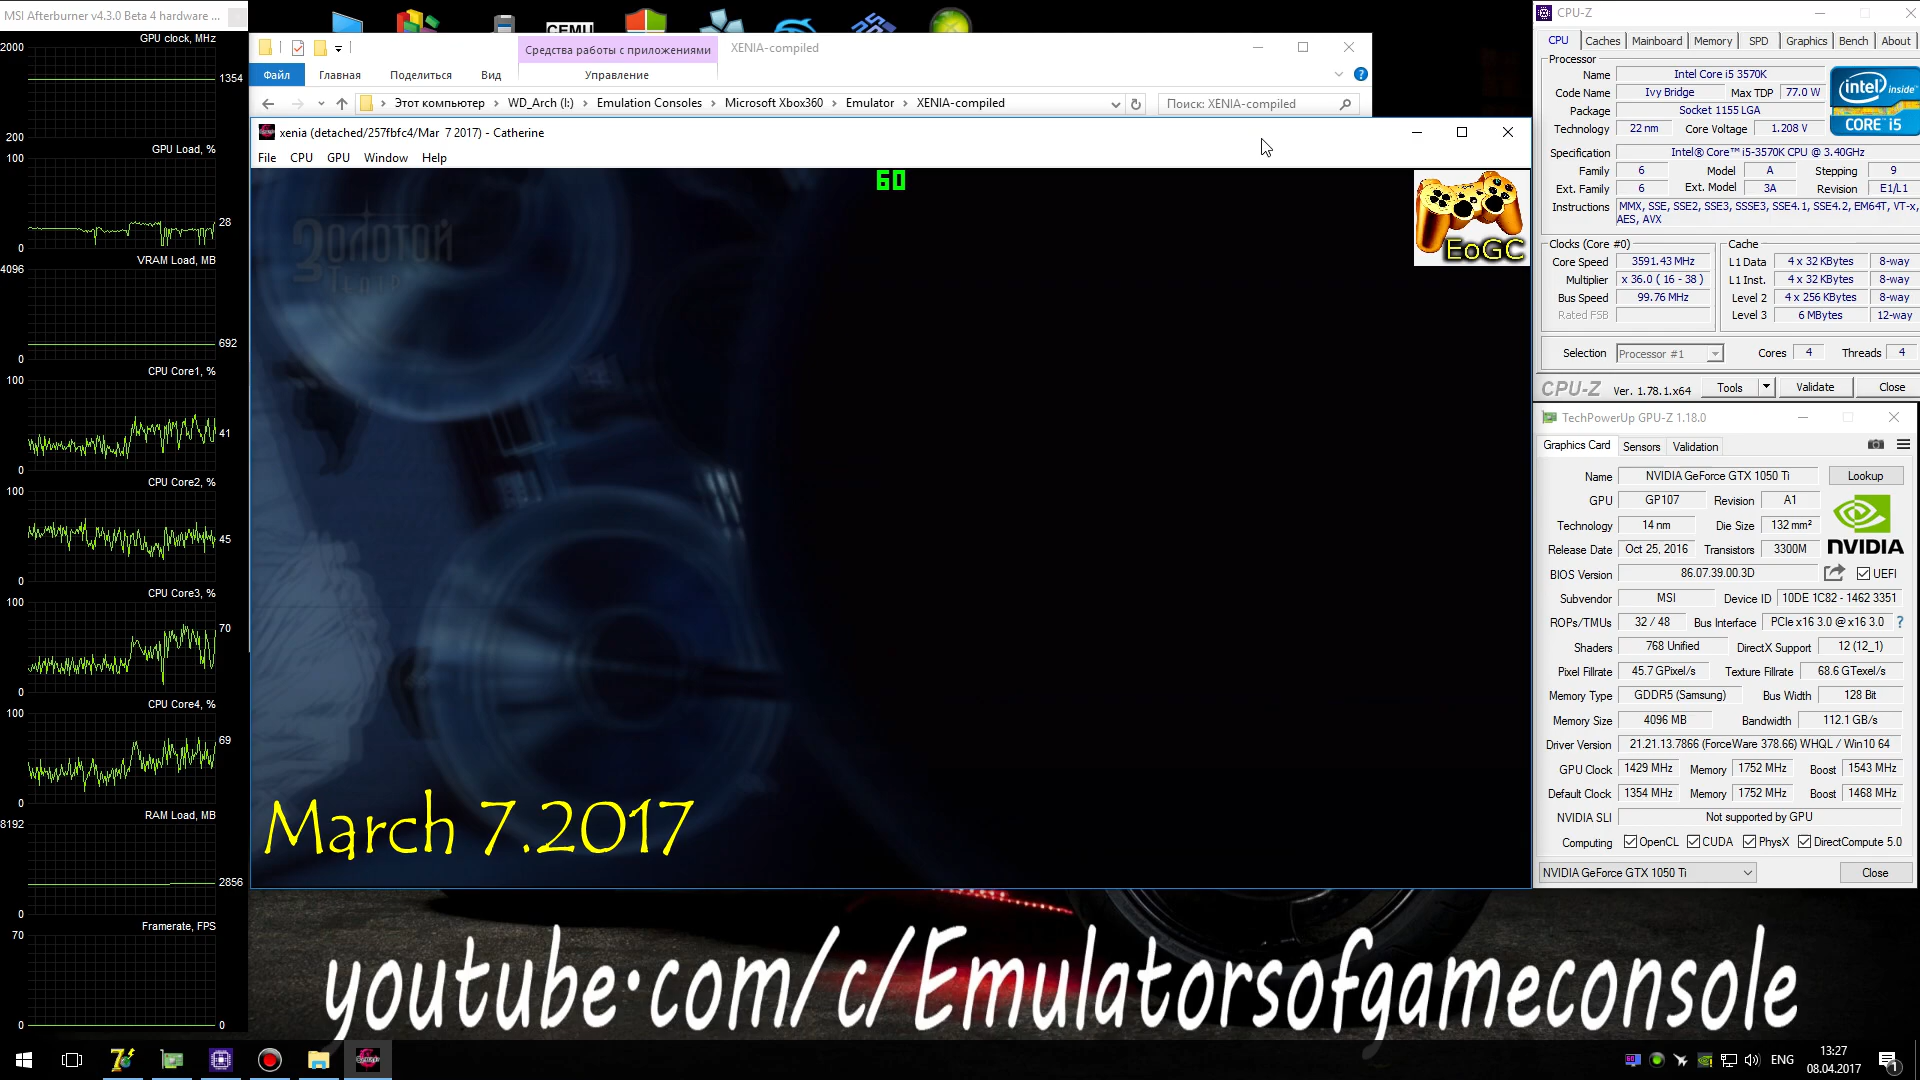 MSI Afterburner v4.3.0 Beta 4 hardware ...
GPU clock, MHz
2000
1354
200
GPU Load, %
100
28
0
VRAM Load, MB
4096
692
0
CPU Core1, %
100
41
0
CPU Core2, %
100
45
0
CPU Core3, %
100
70
0
CPU Core4, %
100
69
0
RAM Load, MB
8192
2856
0
Framerate, FPS
70
0
0
CEMU
Средства работы с приложениями
XENIA-compiled
Файл
Главная
Поделиться
Вид
Управление
Этот компьютер > WD_Arch (I:) > Emulation Consoles > Microsoft Xbox360 > Emulator > XENIA-compiled
Поиск: XENIA-compiled
xenia (detached/257fbfc4/Mar 7 2017) - Catherine
File CPU GPU Window Help
60
EoGC
Золотой
Театр
March 7.2017
youtube.com/c/Emulatorsofgameconsole
CPU-Z
CPU Caches Mainboard Memory SPD Graphics Bench About
Processor
Name Intel Core i5 3570K
Code Name Ivy Bridge Max TDP 77.0 W
Package Socket 1155 LGA
Technology 22 nm Core Voltage 1.208 V
intel inside™
CORE i5
Specification Intel® Core™ i5-3570K CPU @ 3.40GHz
Family 6 Model A Stepping 9
Ext. Family 6 Ext. Model 3A Revision E1/L1
Instructions MMX, SSE, SSE2, SSE3, SSSE3, SSE4.1, SSE4.2, EM64T, VT-x,
AES, AVX
Clocks (Core #0)
Core Speed 3591.43 MHz
Multiplier x 36.0 ( 16 - 38 )
Bus Speed 99.76 MHz
Rated FSB
Cache
L1 Data 4 x 32 KBytes 8-way
L1 Inst. 4 x 32 KBytes 8-way
Level 2 4 x 256 KBytes 8-way
Level 3 6 MBytes 12-way
Selection Processor #1 Cores 4 Threads 4
CPU-Z Ver. 1.78.1.x64 Tools Validate Close
TechPowerUp GPU-Z 1.18.0
Graphics Card Sensors Validation
Name NVIDIA GeForce GTX 1050 Ti Lookup
GPU GP107 Revision A1
Technology 14 nm Die Size 132 mm²
Release Date Oct 25, 2016 Transistors 3300M
NVIDIA
BIOS Version 86.07.39.00.3D UEFI
Subvendor MSI Device ID 10DE 1C82 - 1462 3351
ROPs/TMUs 32 / 48 Bus Interface PCIe x16 3.0 @ x16 3.0 ?
Shaders 768 Unified DirectX Support 12 (12_1)
Pixel Fillrate 45.7 GPixel/s Texture Fillrate 68.6 GTexel/s
Memory Type GDDR5 (Samsung) Bus Width 128 Bit
Memory Size 4096 MB Bandwidth 112.1 GB/s
Driver Version 21.21.13.7866 (ForceWare 378.66) WHQL / Win10 64
GPU Clock 1429 MHz Memory 1752 MHz Boost 1543 MHz
Default Clock 1354 MHz Memory 1752 MHz Boost 1468 MHz
NVIDIA SLI Not supported by GPU
Computing OpenCL CUDA PhysX DirectCompute 5.0
NVIDIA GeForce GTX 1050 Ti Close
ENG
13:27
08.04.2017
1